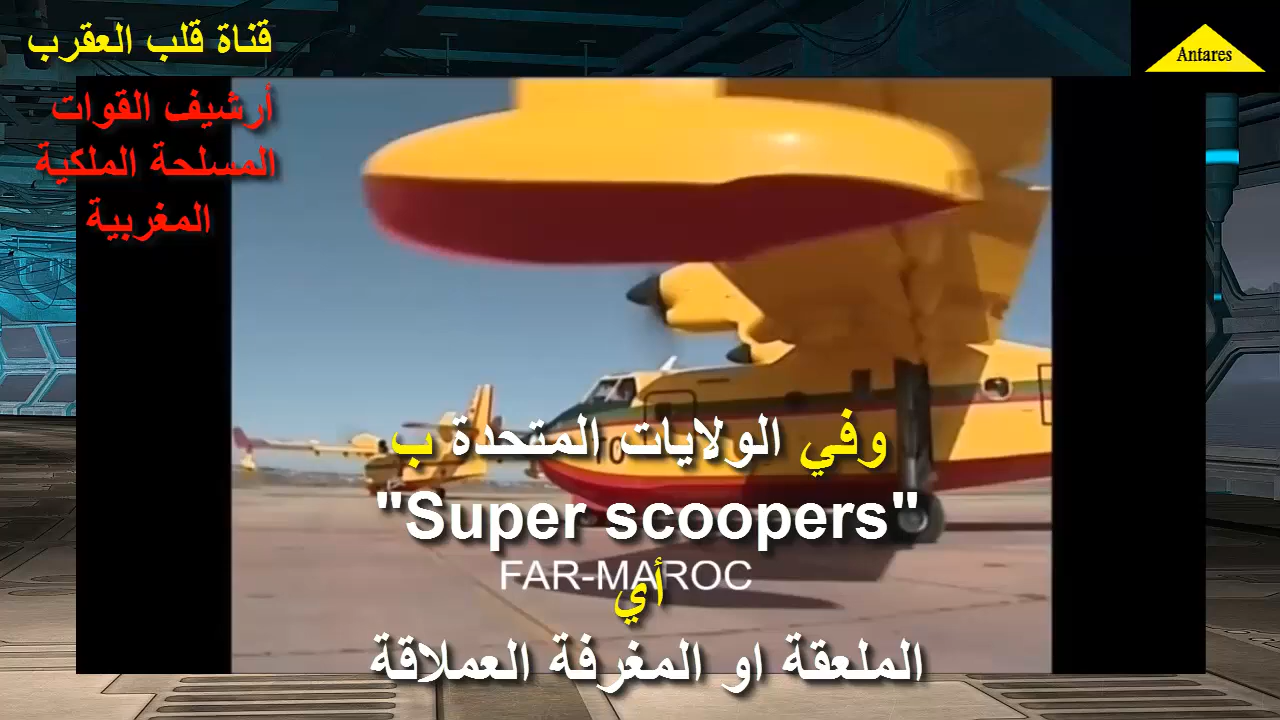 قناة قلب العقرب
Antares
أرشيف القوات
المسلحة الملكية
المغربية
وفي الولايات المتحدة ب
"Super scoopers"
FAR-MAROC
أي
الملعقة او المغرفة العملاقة